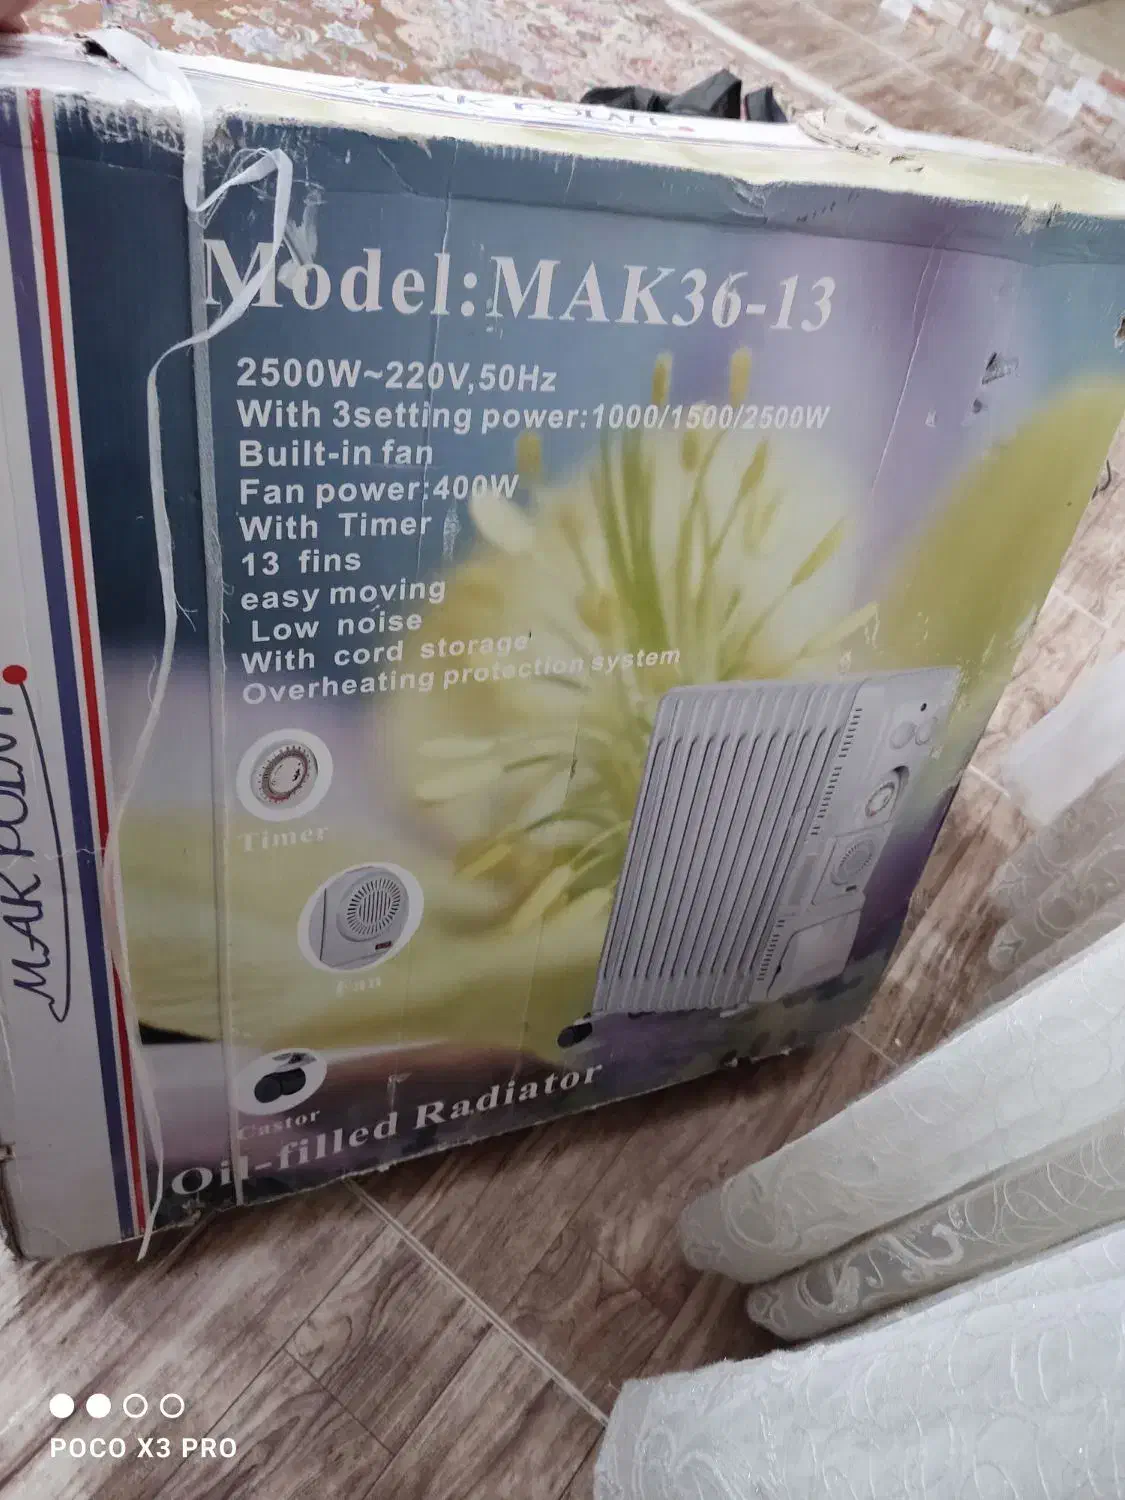 MAK POINT
Model:MAK36-13
2500W~220V,50Hz
With 3setting power:1000/1500/2500W
Built-in fan
Fan power:400W
With Timer
13 fins
easy moving
Low noise
With cord storage
Overheating protection system
Timer
Fan
Castor
Oil-filled Radiator
MAK POINT
POCO X3 PRO